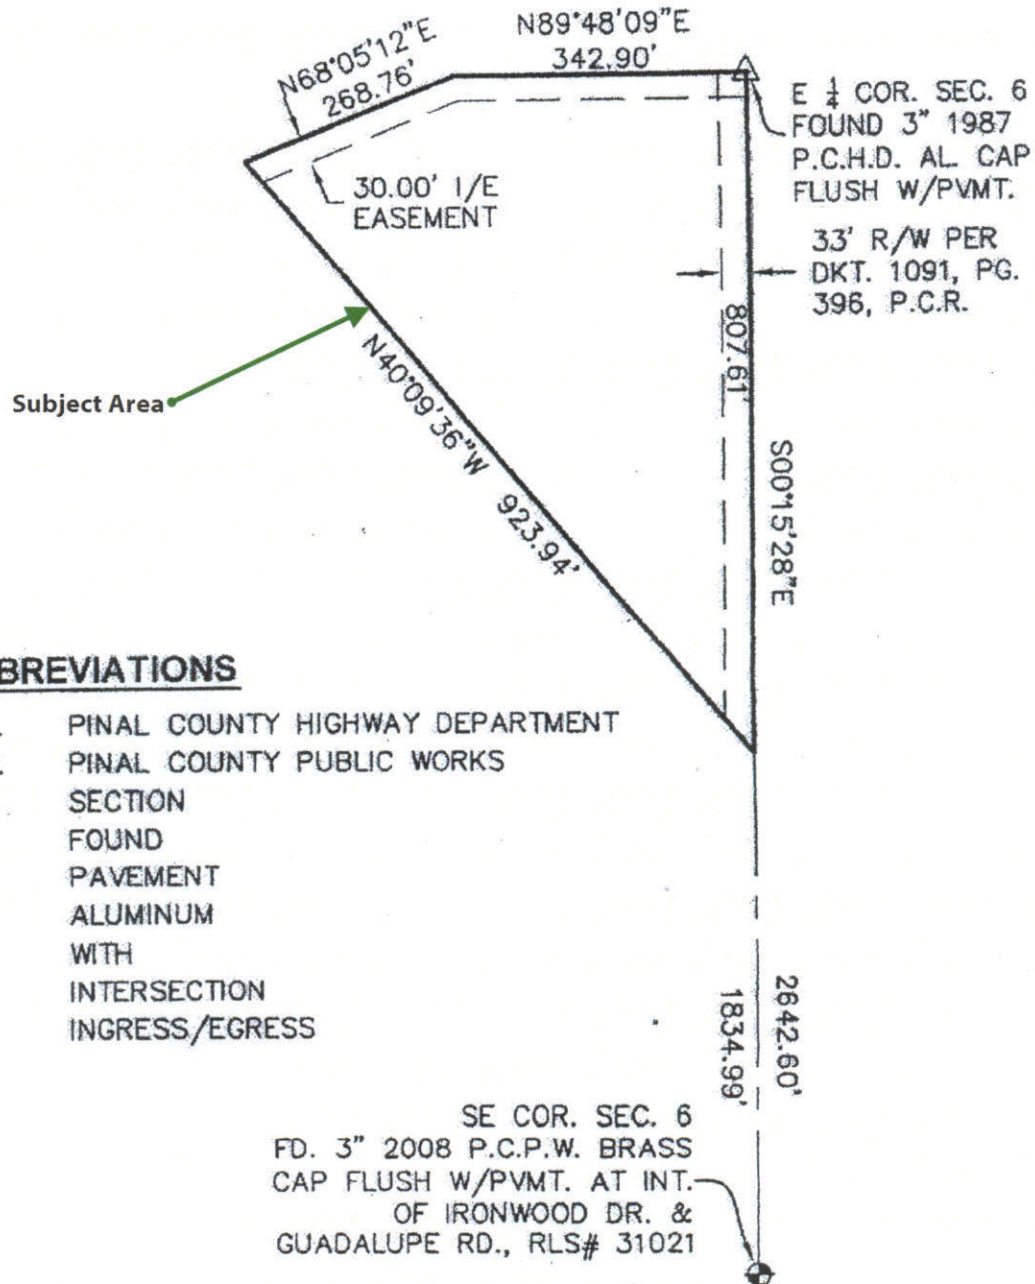 N89°48'09"E
342.90'
N68°05'12"E
268.76'
E 1/4 COR. SEC. 6
FOUND 3" 1987
P.C.H.D. AL. CAP
FLUSH W/PVMT.
30.00' I/E
EASEMENT
33' R/W PER
DKT. 1091, PG.
396, P.C.R.
807.61'
Subject Area
N40°09'36"W 923.94'
S00°15'28"E
BREVIATIONS
PINAL COUNTY HIGHWAY DEPARTMENT
PINAL COUNTY PUBLIC WORKS
SECTION
FOUND
PAVEMENT
ALUMINUM
WITH
INTERSECTION
INGRESS/EGRESS
2642.60'
1834.99'
SE COR. SEC. 6
FD. 3" 2008 P.C.P.W. BRASS
CAP FLUSH W/PVMT. AT INT.
OF IRONWOOD DR. &
GUADALUPE RD., RLS# 31021